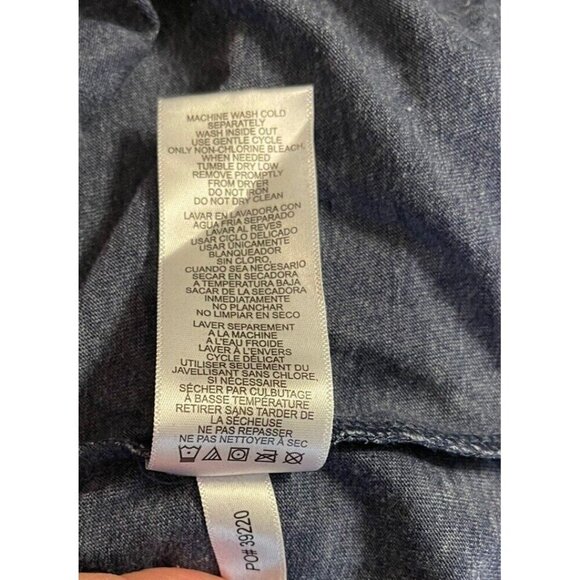 MACHINE WASH COLD
SEPARATELY
WASH INSIDE OUT
USE GENTLE CYCLE
ONLY NON-CHLORINE BLEACH,
WHEN NEEDED
TUMBLE DRY LOW
REMOVE PROMPTLY
FROM DRYER
DO NOT IRON
DO NOT DRY CLEAN
LAVAR EN LAVADORA CON
AGUA FRIA SEPARADO
LAVAR AL REVES
USAR CICLO DELICADO
USAR ÚNICAMENTE
BLANQUEADOR
SIN CLORO,
CUANDO SEA NECESARIO
SECAR EN SECADORA
A TEMPERATURA BAJA
SACAR DE LA SECADORA
INMEDIATAMENTE
NO PLANCHAR
NO LIMPIAR EN SECO
LAVER SEPAREMENT
A LA MACHINE
A L'EAU FROIDE
LAVER À L'ENVERS
CYCLE DÉLICAT
UTILISER SEULEMENT DU
JAVELLISANT SANS CHLORE,
SI NÉCESSAIRE
SÉCHER PAR CULBUTAGE
À BASSE TEMPÉRATURE
RETIRER SANS TARDER DE
LA SÉCHEUSE
NE PAS REPASSER
NE PAS NETTOYER À SEC
PO# 39220